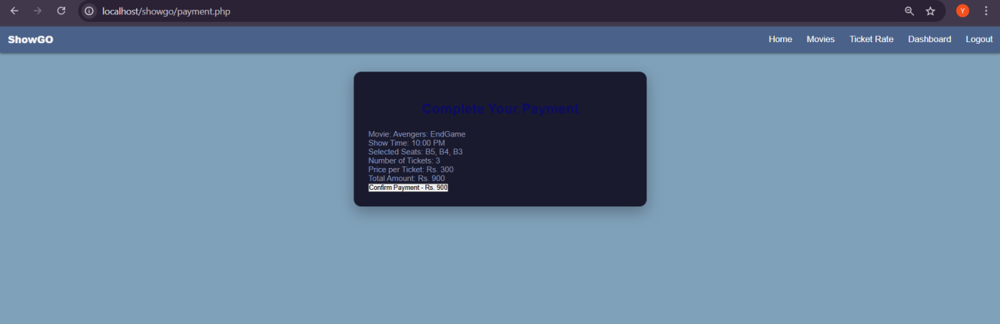 localhost/showgo/payment.php
Y
ShowGO
Home Movies Ticket Rate Dashboard Logout
Complete Your Payment
Movie: Avengers: EndGame
Show Time: 10:00 PM
Selected Seats: B5, B4, B3
Number of Tickets: 3
Price per Ticket: Rs. 300
Total Amount: Rs. 900
Confirm Payment - Rs. 900